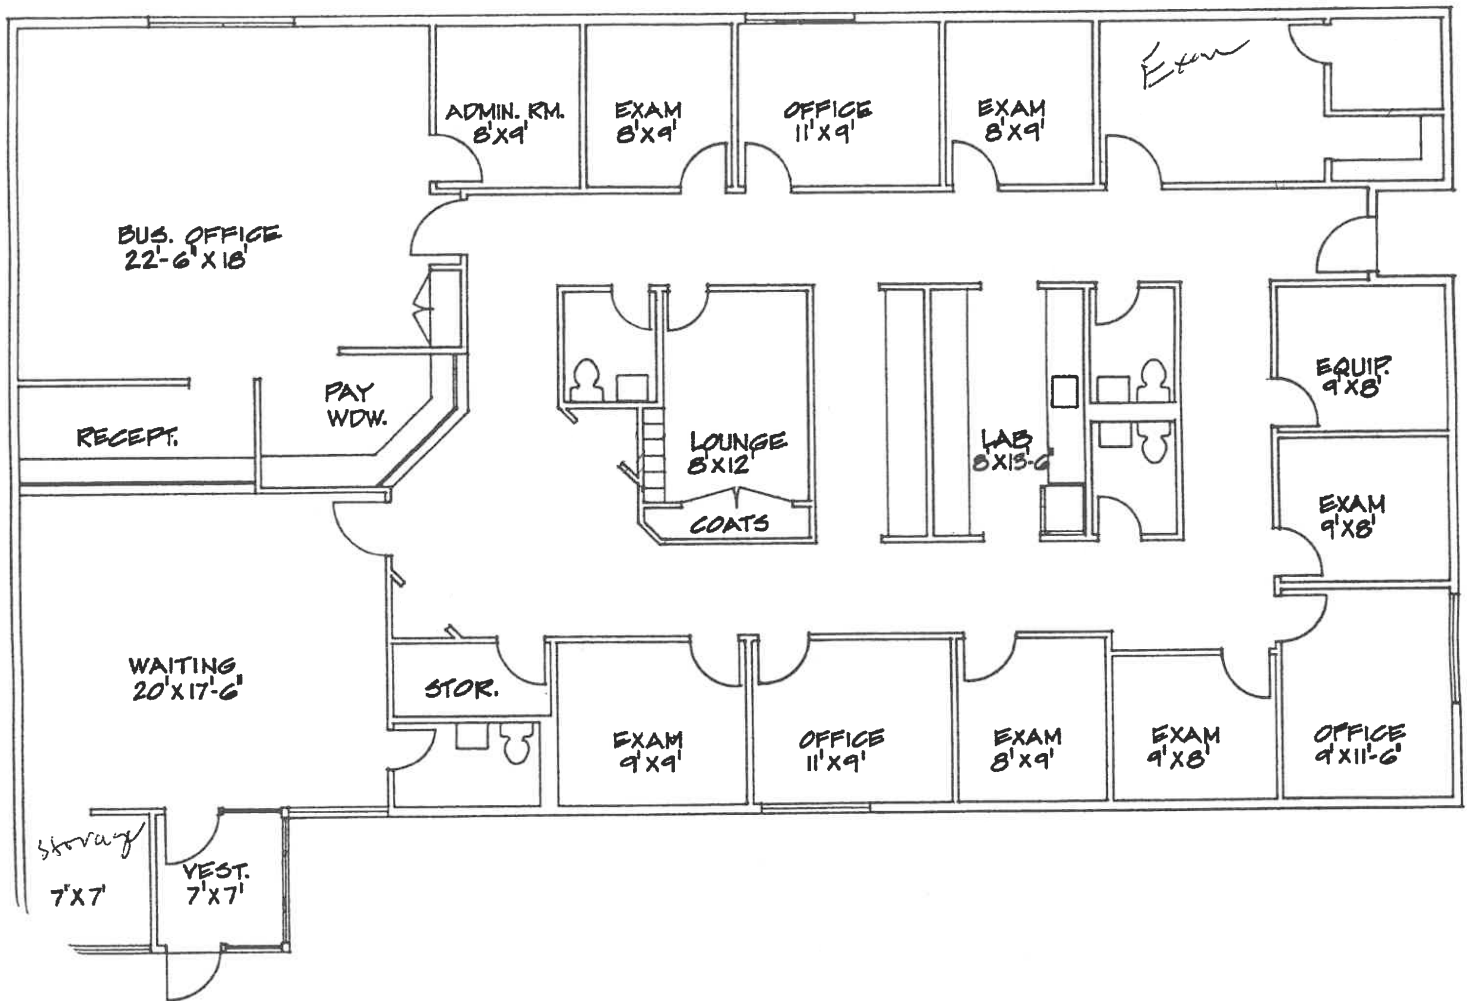 Exam
ADMIN. RM.
8'X9'
EXAM
8'X9'
OFFICE
11'X9'
EXAM
8'X9'
BUS. OFFICE
22'-6"X18'
EQUIP.
9'X8'
PAY
WDW.
RECEPT.
LOUNGE
8'X12'
LAB
8'X13'-6"
EXAM
9'X8'
COATS
WAITING
20'X17'-6"
STOR.
EXAM
9'X9'
OFFICE
11'X9'
EXAM
8'X9'
EXAM
9'X8'
OFFICE
9'X11'-6"
Storage
7'X7'
VEST.
7'X7'